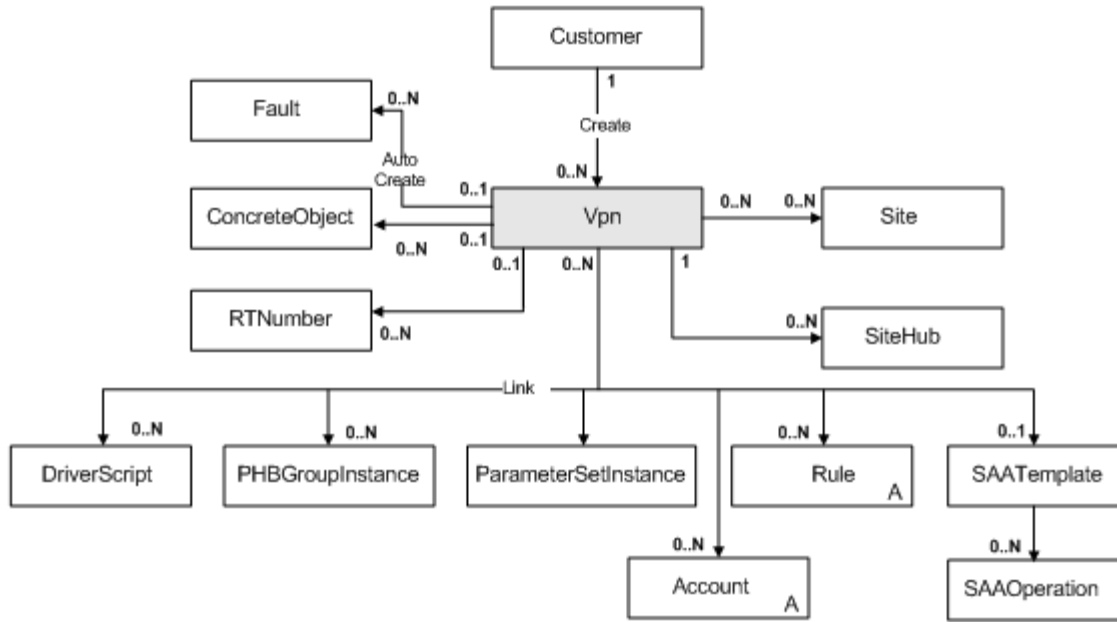 Customer
1
Create
0..N
Fault
0..N
Auto
Create
0..1
ConcreteObject
0..N
0..1
Vpn
0..N
0..N
Site
RTNumber
0..N
0..1
0..N
1
0..N
SiteHub
Link
0..N
DriverScript
0..N
PHBGroupInstance
ParameterSetInstance
0..N
Rule
A
0..1
SAATemplate
0..N
Account
A
0..N
SAAOperation